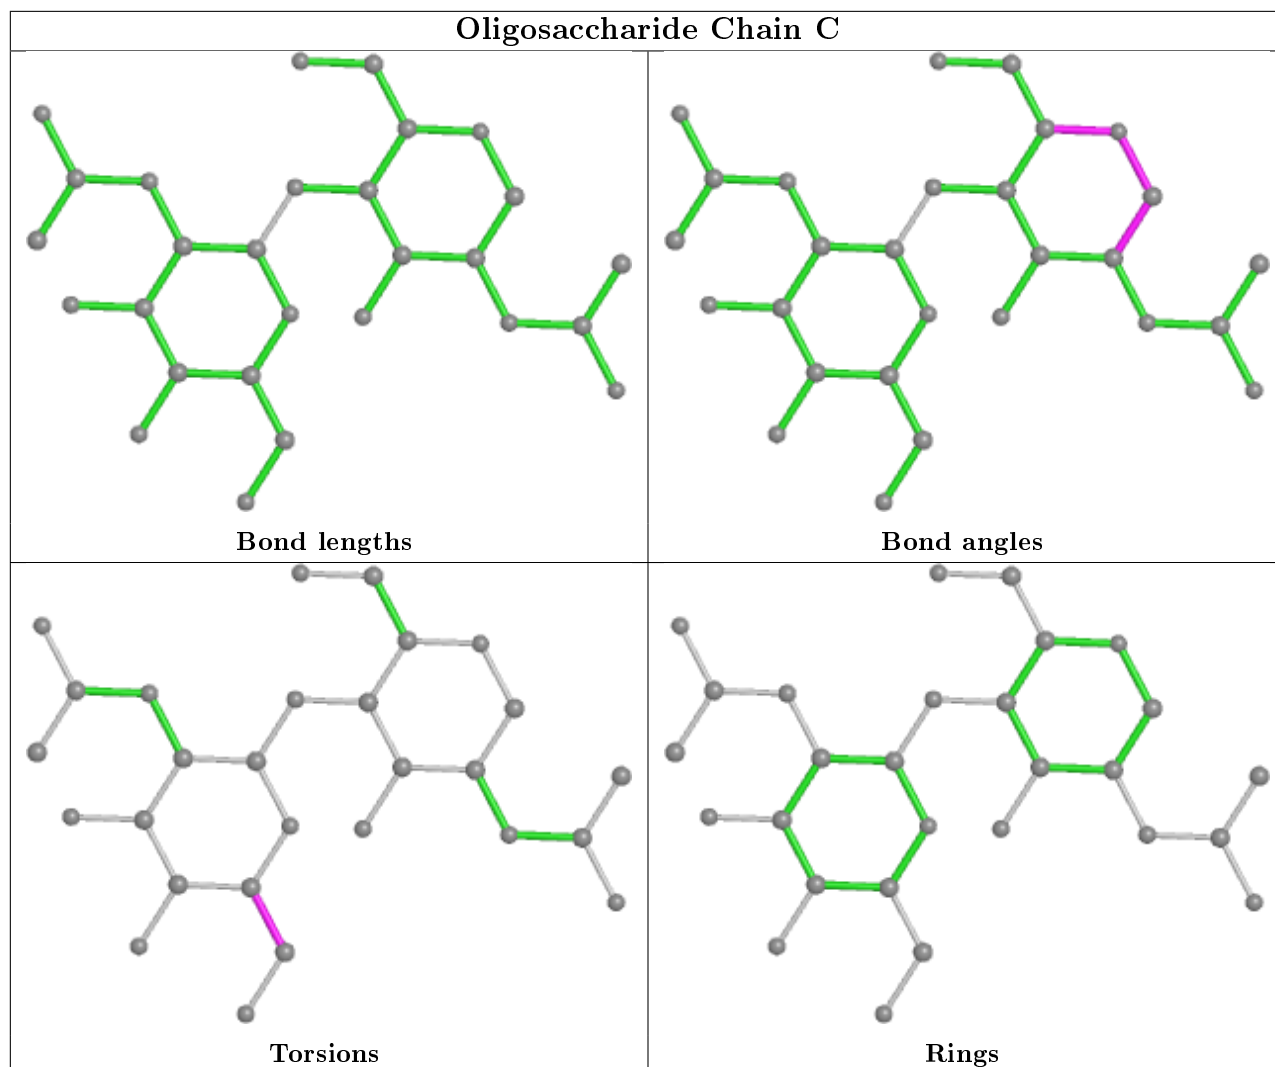 Oligosaccharide Chain C
Bond lengths
Bond angles
Torsions
Rings